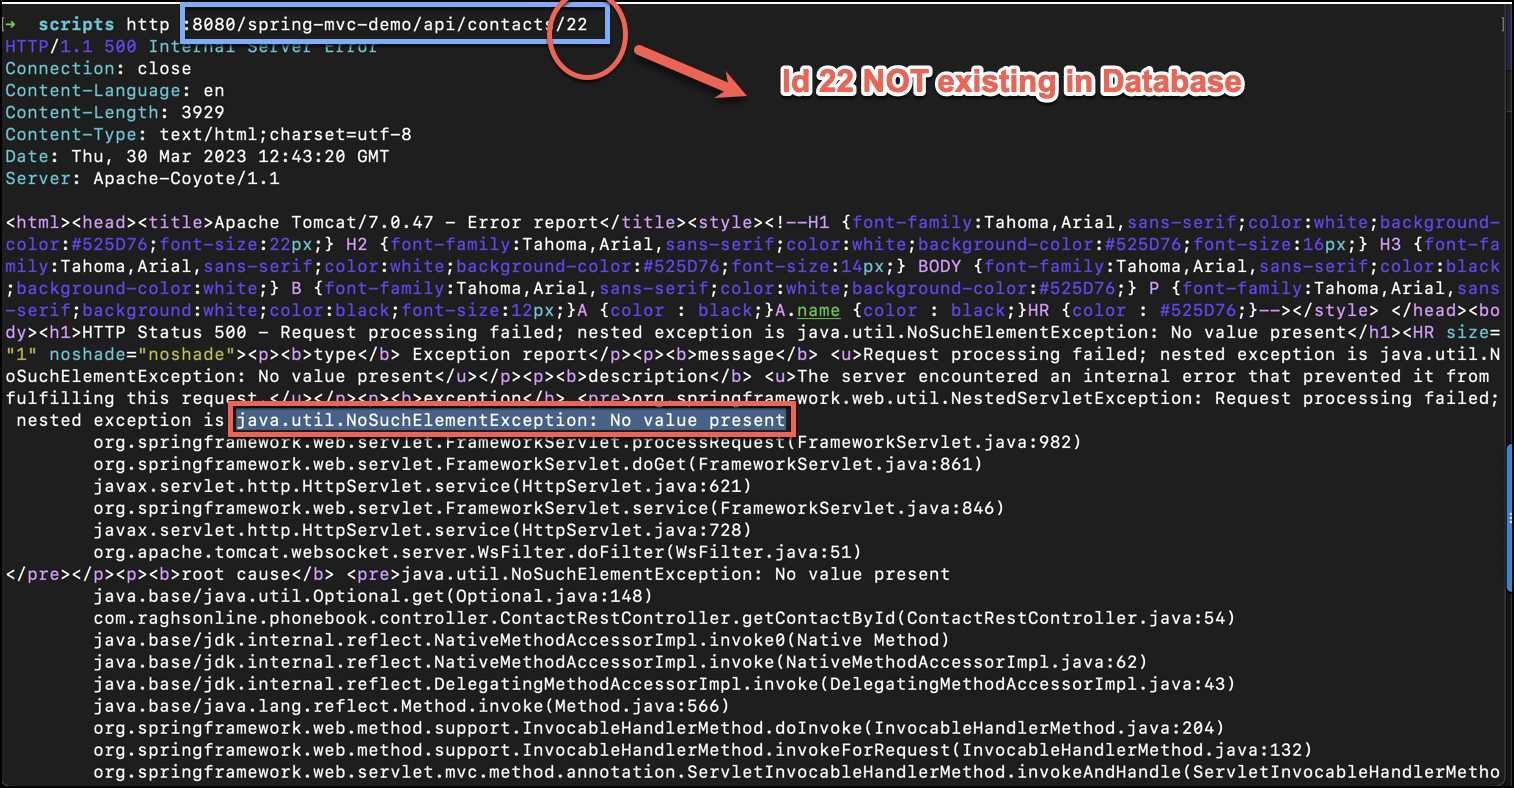 → scripts http :8080/spring-mvc-demo/api/contacts/22
HTTP/1.1 500 Internal Server Error
Id 22 NOT existing in Database
Connection: close
Content-Language: en
Content-Length: 3929
Content-Type: text/html;charset=utf-8
Date: Thu, 30 Mar 2023 12:43:20 GMT
Server: Apache-Coyote/1.1
<html><head><title>Apache Tomcat/7.0.47 - Error report</title><style><!--H1 {font-family:Tahoma,Arial,sans-serif;color:white;background-
color:#525D76;font-size:22px;} H2 {font-family:Tahoma,Arial,sans-serif;color:white;background-color:#525D76;font-size:16px;} H3 {font-fa
mily:Tahoma,Arial,sans-serif;color:white;background-color:#525D76;font-size:14px;} BODY {font-family:Tahoma,Arial,sans-serif;color:black
;background-color:white;} B {font-family:Tahoma,Arial,sans-serif;color:white;background-color:#525D76;} P {font-family:Tahoma,Arial,sans
-serif;background:white;color:black;font-size:12px;}A {color : black;}A.name {color : black;}HR {color : #525D76;}--></style> </head><bo
dy><h1>HTTP Status 500 - Request processing failed; nested exception is java.util.NoSuchElementException: No value present</h1><HR size=
"1" noshade="noshade"><p><b>type</b> Exception report</p><p><b>message</b> <u>Request processing failed; nested exception is java.util.N
oSuchElementException: No value present</u></p><p><b>description</b> <u>The server encountered an internal error that prevented it from
fulfilling this request.</u></p><p><b>exception</b> <pre>org.springframework.web.util.NestedServletException: Request processing failed;
nested exception is java.util.NoSuchElementException: No value present
org.springframework.web.servlet.FrameworkServlet.processRequest(FrameworkServlet.java:982)
org.springframework.web.servlet.FrameworkServlet.doGet(FrameworkServlet.java:861)
javax.servlet.http.HttpServlet.service(HttpServlet.java:621)
org.springframework.web.servlet.FrameworkServlet.service(FrameworkServlet.java:846)
javax.servlet.http.HttpServlet.service(HttpServlet.java:728)
org.apache.tomcat.websocket.server.WsFilter.doFilter(WsFilter.java:51)
</pre></p><p><b>root cause</b> <pre>java.util.NoSuchElementException: No value present
java.base/java.util.Optional.get(Optional.java:148)
com.raghsonline.phonebook.controller.ContactRestController.getContactById(ContactRestController.java:54)
java.base/jdk.internal.reflect.NativeMethodAccessorImpl.invoke0(Native Method)
java.base/jdk.internal.reflect.NativeMethodAccessorImpl.invoke(NativeMethodAccessorImpl.java:62)
java.base/jdk.internal.reflect.DelegatingMethodAccessorImpl.invoke(DelegatingMethodAccessorImpl.java:43)
java.base/java.lang.reflect.Method.invoke(Method.java:566)
org.springframework.web.method.support.InvocableHandlerMethod.doInvoke(InvocableHandlerMethod.java:204)
org.springframework.web.method.support.InvocableHandlerMethod.invokeForRequest(InvocableHandlerMethod.java:132)
org.springframework.web.servlet.mvc.method.annotation.ServletInvocableHandlerMethod.invokeAndHandle(ServletInvocableHandlerMetho